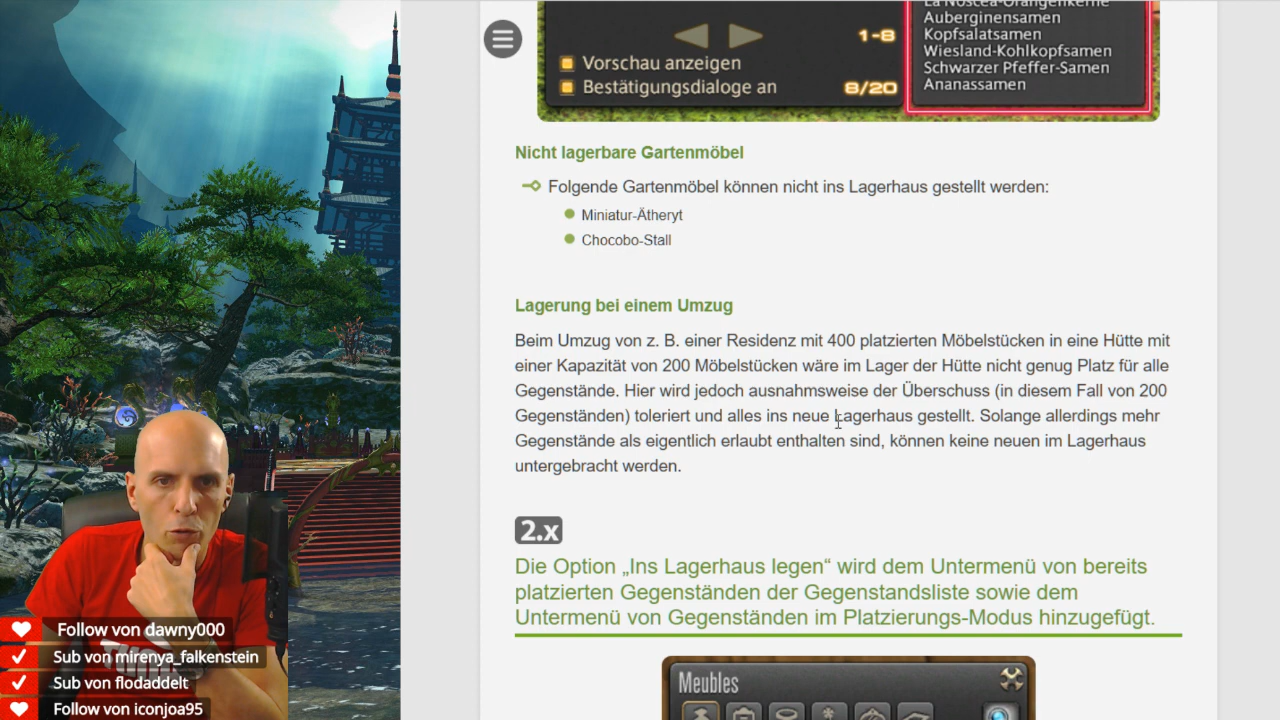 La Noscea-Orangenkerne
Auberginensamen
Kopfsalatsamen
Wiesland-Kohlkopfsamen
Schwarzer Pfeffer-Samen
Ananassamen
1-8
Vorschau anzeigen
Bestätigungsdialoge an
8/20
Nicht lagerbare Gartenmöbel
Folgende Gartenmöbel können nicht ins Lagerhaus gestellt werden:
Miniatur-Ätheryt
Chocobo-Stall
Lagerung bei einem Umzug
Beim Umzug von z. B. einer Residenz mit 400 platzierten Möbelstücken in eine Hütte mit
einer Kapazität von 200 Möbelstücken wäre im Lager der Hütte nicht genug Platz für alle
Gegenstände. Hier wird jedoch ausnahmsweise der Überschuss (in diesem Fall von 200
Gegenständen) toleriert und alles ins neue Lagerhaus gestellt. Solange allerdings mehr
Gegenstände als eigentlich erlaubt enthalten sind, können keine neuen im Lagerhaus
untergebracht werden.
2.x
Die Option „Ins Lagerhaus legen“ wird dem Untermenü von bereits
platzierten Gegenständen der Gegenstandsliste sowie dem
Untermenü von Gegenständen im Platzierungs-Modus hinzugefügt.
Meubles
Follow von dawny000
Sub von mirenya_falkenstein
Sub von flodaddelt
Follow von iconjoa95